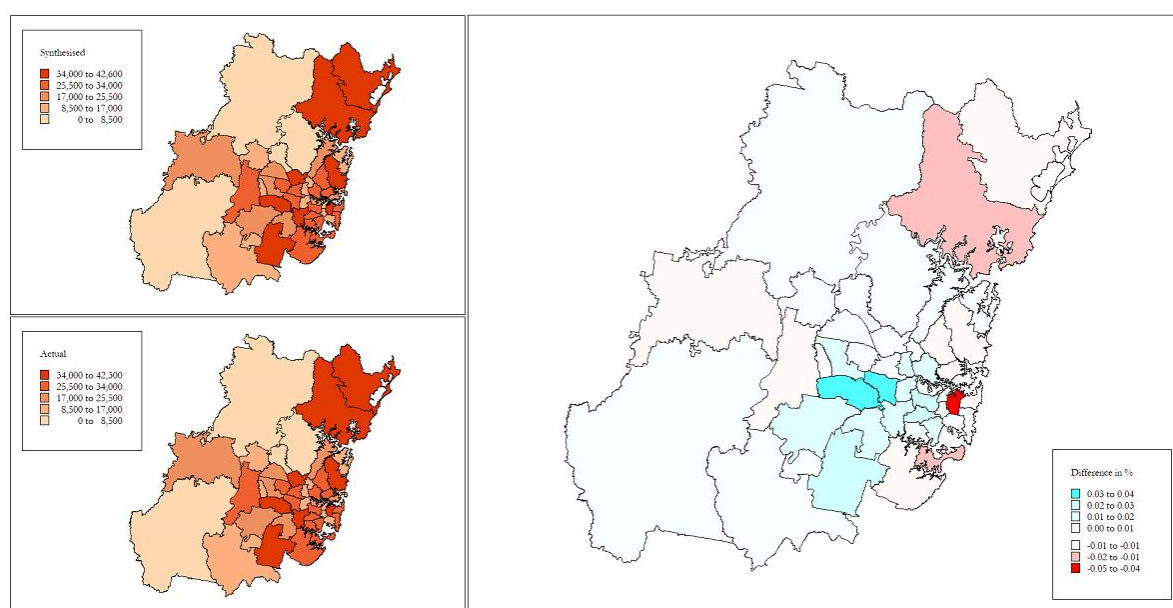 Synthesised
34,000 to 42,600
25,500 to 34,000
17,000 to 25,500
8,500 to 17,000
0 to 8,500
Actual
34,000 to 42,300
25,500 to 34,000
17,000 to 25,500
8,500 to 17,000
0 to 8,500
Difference in %
0.03 to 0.04
0.02 to 0.03
0.01 to 0.02
0.00 to 0.01
-0.01 to -0.01
-0.02 to -0.01
-0.05 to -0.04